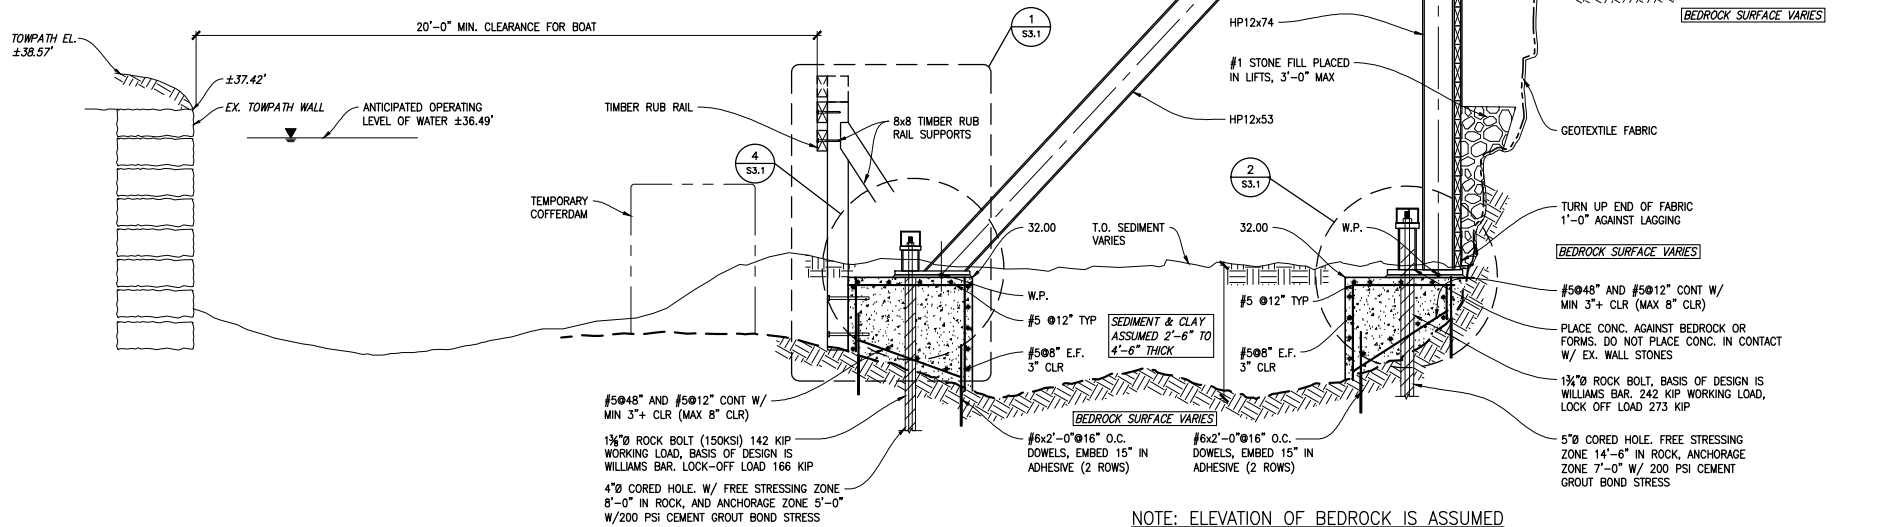 20'-0" MIN. CLEARANCE FOR BOAT
TOWPATH EL.
±38.57'
±37.42'
EX. TOWPATH WALL
ANTICIPATED OPERATING
LEVEL OF WATER ±36.49'
TIMBER RUB RAIL
8x8 TIMBER RUB
RAIL SUPPORTS
1
S3.1
4
S3.1
TEMPORARY
COFFERDAM
HP12x74
#1 STONE FILL PLACED
IN LIFTS, 3'-0" MAX
HP12x53
2
S3.1
BEDROCK SURFACE VARIES
GEOTEXTILE FABRIC
TURN UP END OF FABRIC
1'-0" AGAINST LAGGING
BEDROCK SURFACE VARIES
32.00
T.O. SEDIMENT
VARIES
32.00
W.P.
W.P.
#5 @12" TYP
SEDIMENT & CLAY
ASSUMED 2'-6" TO
4'-6" THICK
#5@8" E.F.
3" CLR
#5 @12" TYP
#5@8" E.F.
3" CLR
#5@48" AND #5@12" CONT W/
MIN 3"+ CLR (MAX 8" CLR)
PLACE CONC. AGAINST BEDROCK OR
FORMS. DO NOT PLACE CONC. IN CONTACT
W/ EX. WALL STONES
1¾"Ø ROCK BOLT, BASIS OF DESIGN IS
WILLIAMS BAR. 242 KIP WORKING LOAD,
LOCK OFF LOAD 273 KIP
5"Ø CORED HOLE. FREE STRESSING
ZONE 14'-6" IN ROCK, ANCHORAGE
ZONE 7'-0" W/ 200 PSI CEMENT
GROUT BOND STRESS
#5@48" AND #5@12" CONT W/
MIN 3"+ CLR (MAX 8" CLR)
1⅜"Ø ROCK BOLT (150KSI) 142 KIP
WORKING LOAD, BASIS OF DESIGN IS
WILLIAMS BAR. LOCK-OFF LOAD 166 KIP
4"Ø CORED HOLE. W/ FREE STRESSING ZONE
8'-0" IN ROCK, AND ANCHORAGE ZONE 5'-0"
W/200 PSi CEMENT GROUT BOND STRESS
BEDROCK SURFACE VARIES
#6x2'-0"@16" O.C.
DOWELS, EMBED 15" IN
ADHESIVE (2 ROWS)
#6x2'-0"@16" O.C.
DOWELS, EMBED 15" IN
ADHESIVE (2 ROWS)
NOTE: ELEVATION OF BEDROCK IS ASSUMED